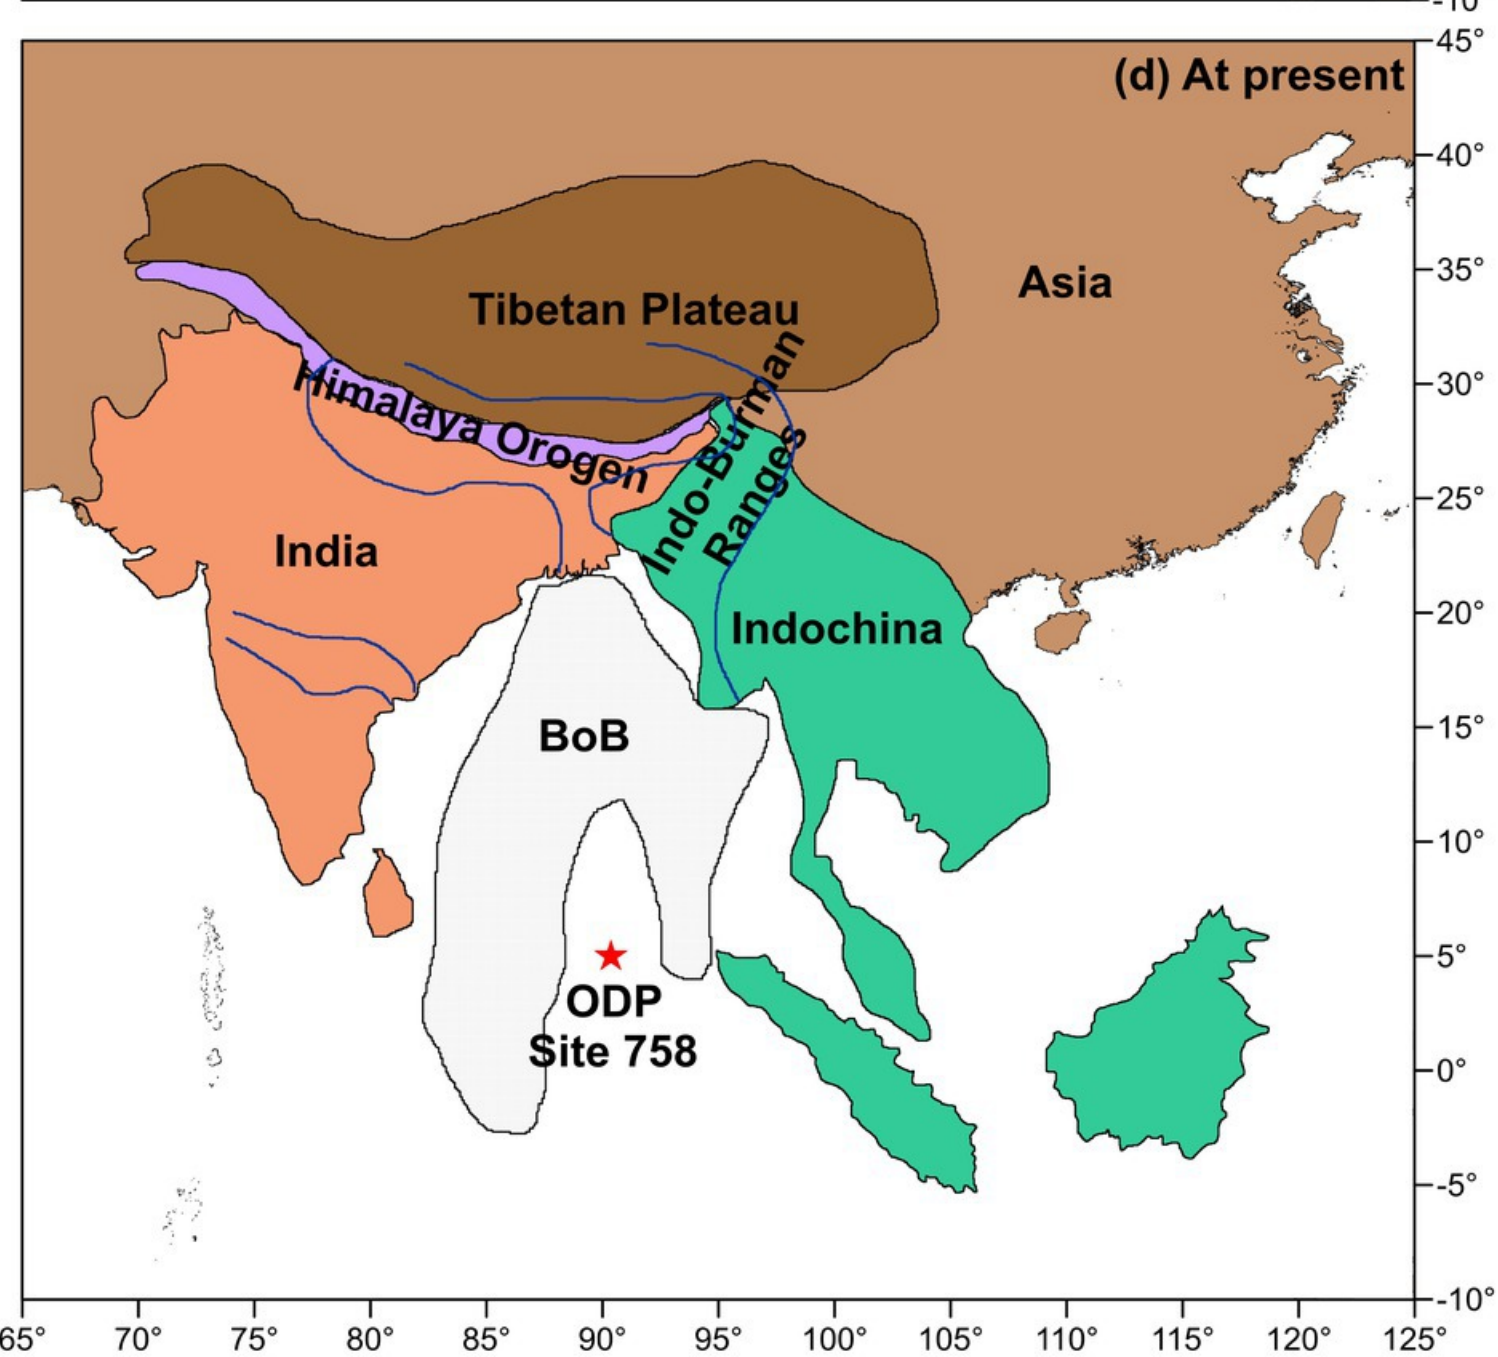 -10
45°
(d) At present
40°
35°
Asia
Tibetan Plateau
30°
Himalaya Orogen
Indo-Burman
Ranges
25°
India
20°
Indochina
15°
BoB
10°
5°
ODP
Site 758
0°
-5°
-10°
65° 70° 75° 80° 85° 90° 95° 100° 105° 110° 115° 120° 125°